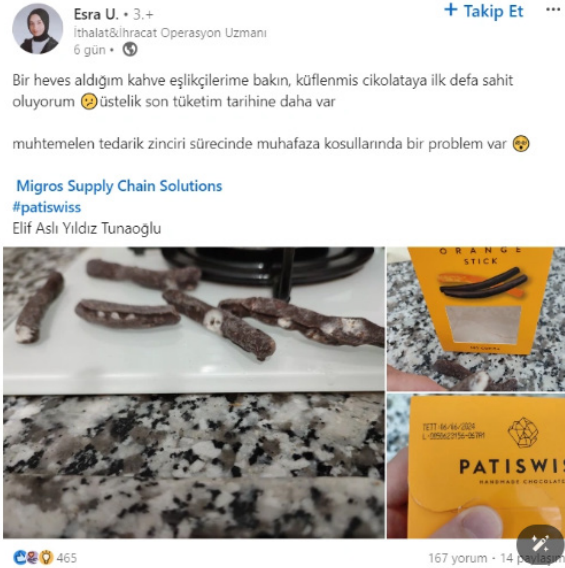 Esra U. • 3.+
İthalat&İhracat Operasyon Uzmanı
6 gün •
+ Takip Et
Bir heves aldığım kahve eşlikçilerime bakın, küflenmis cikolataya ilk defa sahit
oluyorum 😕üstelik son tüketim tarihine daha var
muhtemelen tedarik zinciri sürecinde muhafaza kosullarında bir problem var 😵
Migros Supply Chain Solutions
#patiswiss
Elif Aslı Yıldız Tunaoğlu
ORANGE
STICK
TETT:06/06/2024
PATISWIS
HANDMADE CHOCOLATE
465
167 yorum • 14 paylaşım